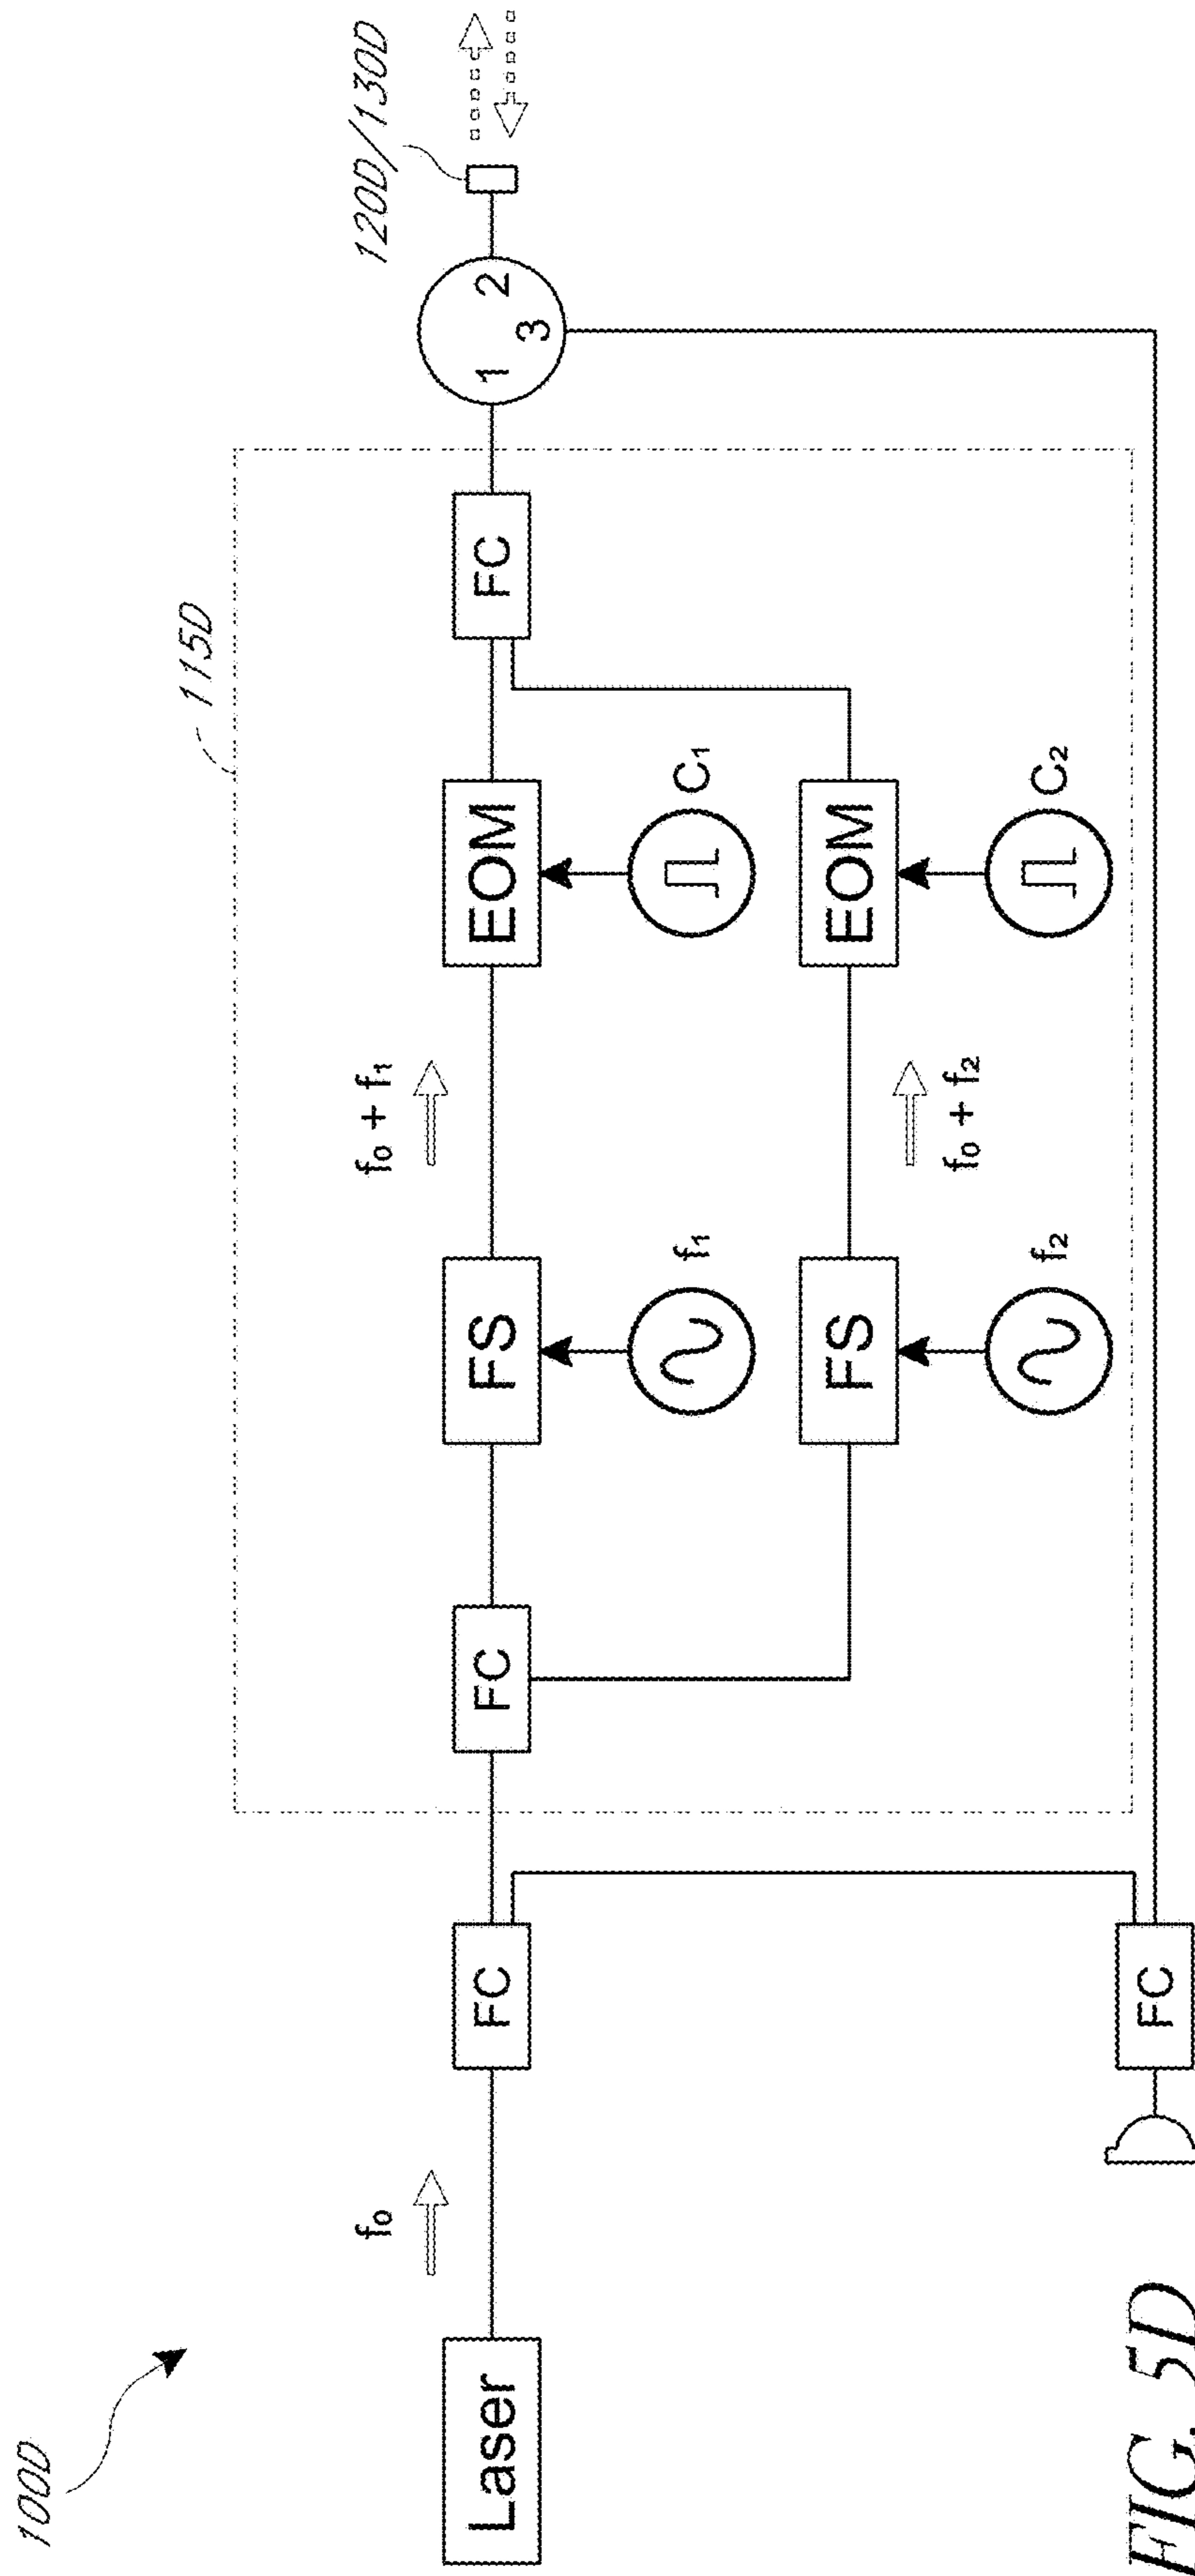 100D
115D
120D/130D
Laser
f₀
FC
FC
FS
f₁
f₀ + f₁
EOM
C₁
FC
1
2
3
FS
f₂
f₀ + f₂
EOM
C₂
FC
FIG. 5D